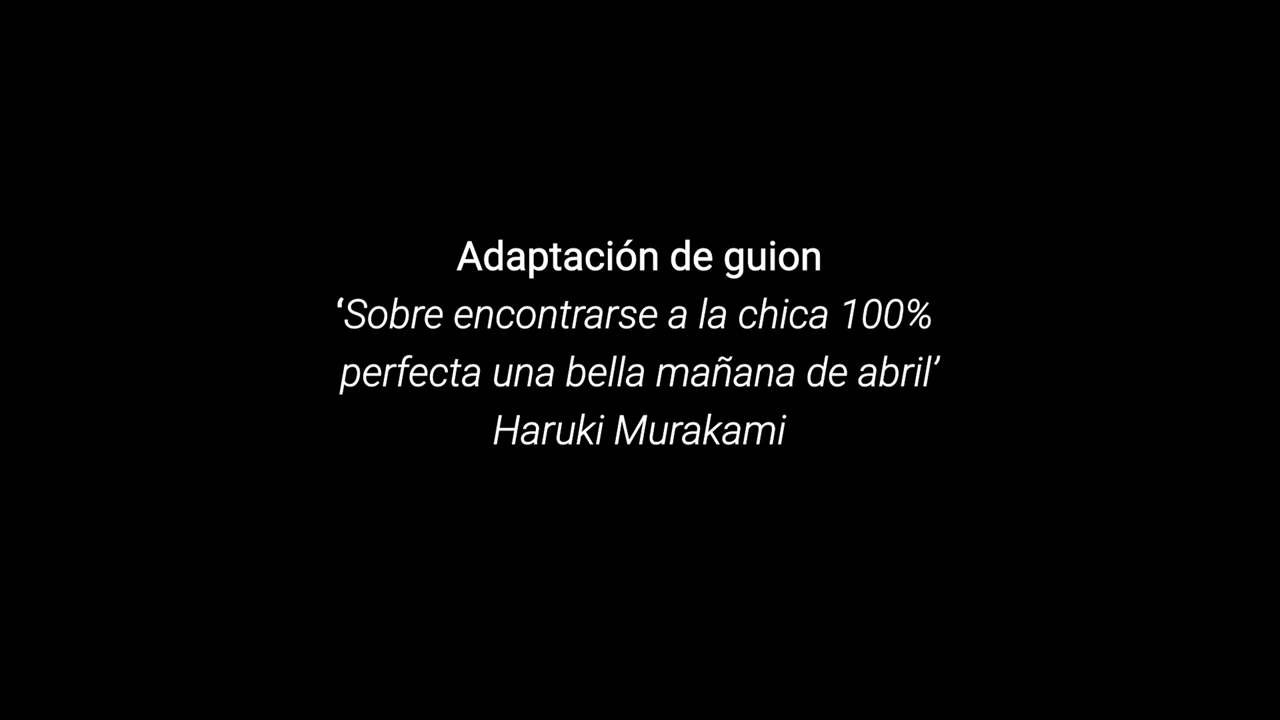 Adaptación de guion
‘Sobre encontrarse a la chica 100%
perfecta una bella mañana de abril’
Haruki Murakami